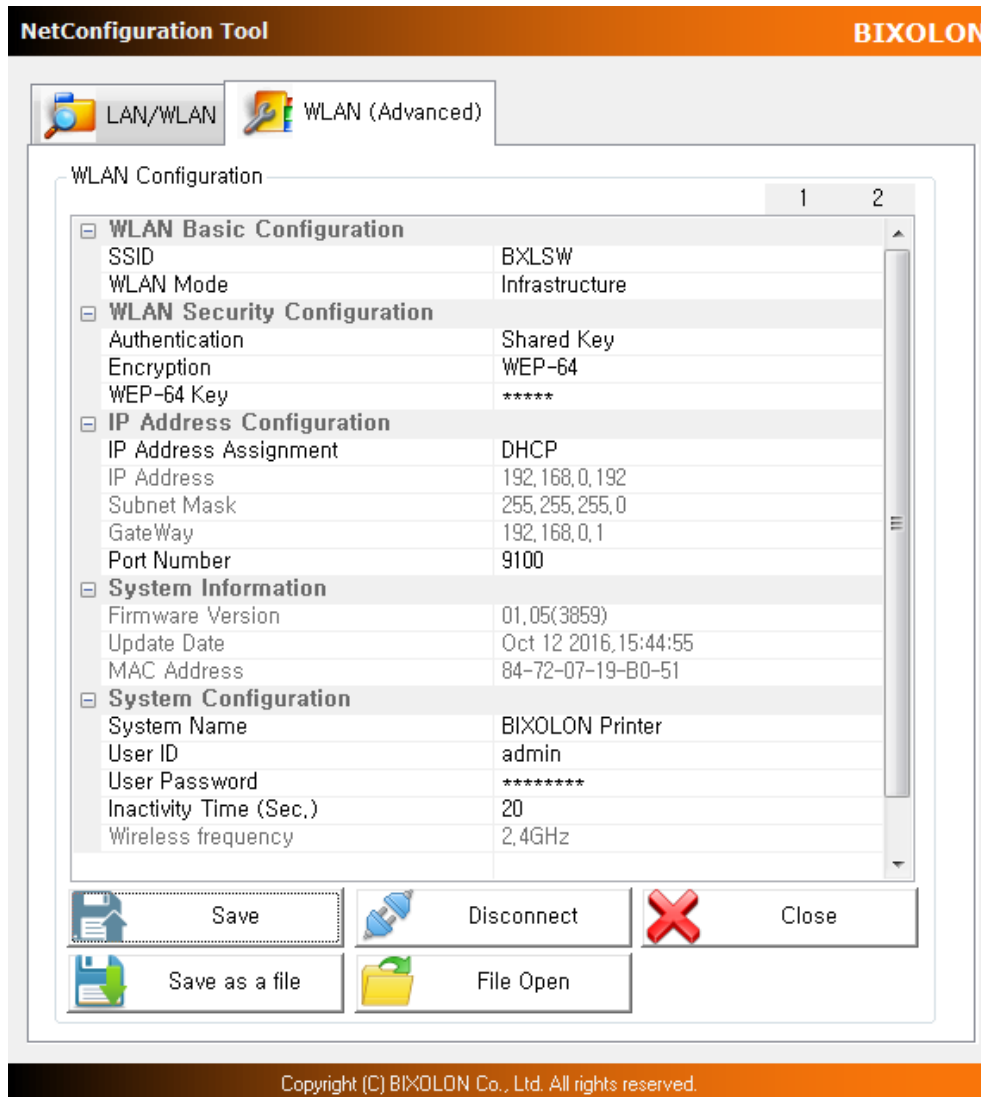 NetConfiguration Tool BIXOLON
LAN/WLAN WLAN (Advanced)
WLAN Configuration
1 2
WLAN Basic Configuration
SSID BXLSW
WLAN Mode Infrastructure
WLAN Security Configuration
Authentication Shared Key
Encryption WEP-64
WEP-64 Key *****
IP Address Configuration
IP Address Assignment DHCP
IP Address 192.168.0.192
Subnet Mask 255.255.255.0
GateWay 192.168.0.1
Port Number 9100
System Information
Firmware Version 01.05(3859)
Update Date Oct 12 2016,15:44:55
MAC Address 84-72-07-19-B0-51
System Configuration
System Name BIXOLON Printer
User ID admin
User Password ********
Inactivity Time (Sec.) 20
Wireless frequency 2.4GHz
Save Disconnect Close
Save as a file File Open
Copyright (C) BIXOLON Co., Ltd. All rights reserved.